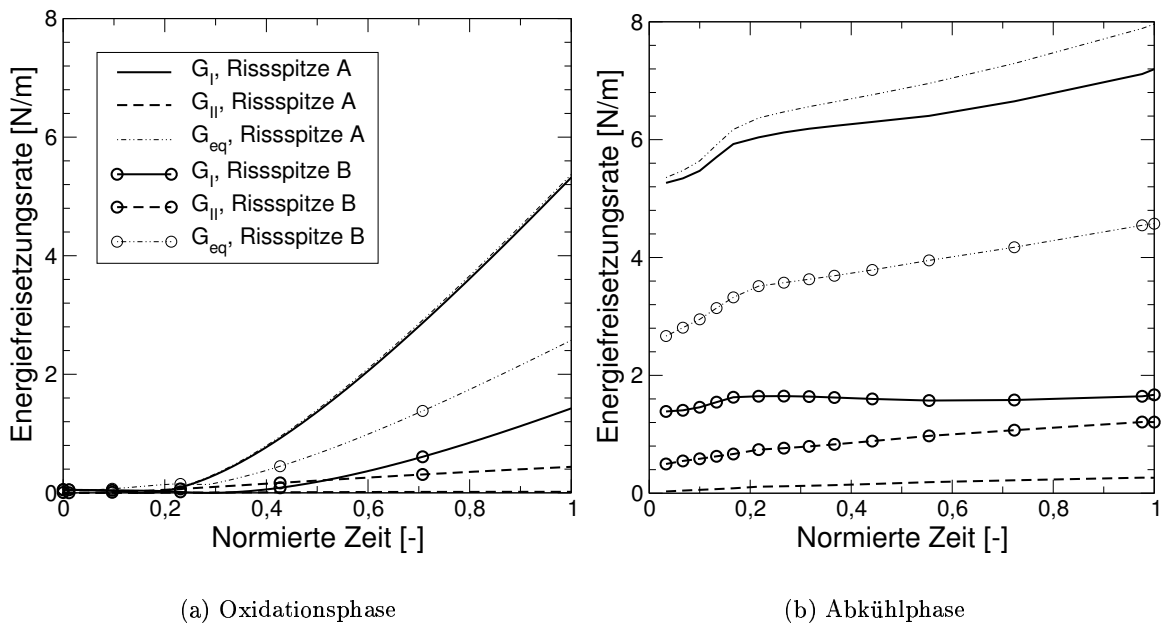 8
6
4
2
0
Energiefreisetzungsrate [N/m]
G_I, Rissspitze A
G_II, Rissspitze A
G_eq, Rissspitze A
G_I, Rissspitze B
G_II, Rissspitze B
G_eq, Rissspitze B
0 0,2 0,4 0,6 0,8 1
Normierte Zeit [-]
(a) Oxidationsphase
8
6
4
2
0
Energiefreisetzungsrate [N/m]
0 0,2 0,4 0,6 0,8 1
Normierte Zeit [-]
(b) Abkühlphase